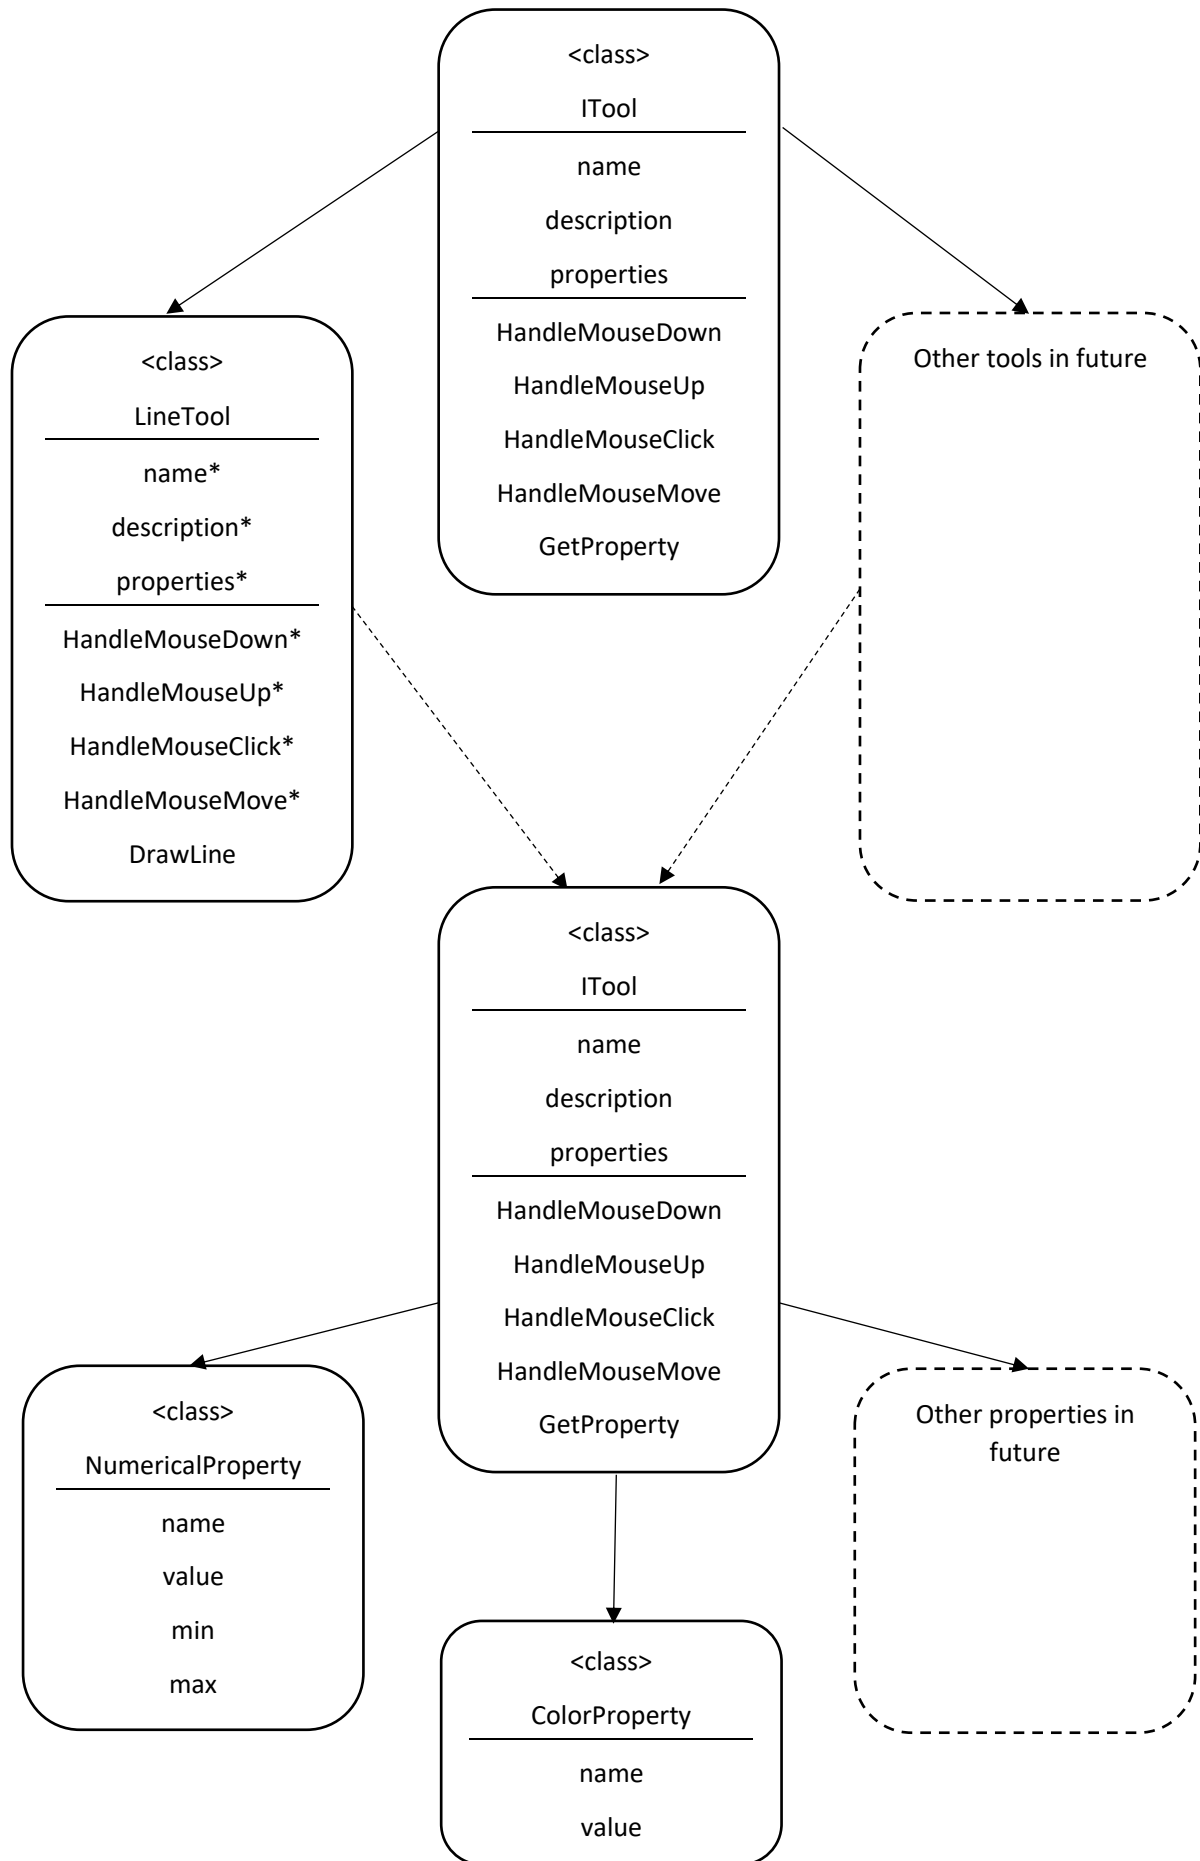 <class>
ITool
name
description
properties
HandleMouseDown
HandleMouseUp
HandleMouseClick
HandleMouseMove
GetProperty
<class>
LineTool
name*
description*
properties*
HandleMouseDown*
HandleMouseUp*
HandleMouseClick*
HandleMouseMove*
DrawLine
Other tools in future
<class>
ITool
name
description
properties
HandleMouseDown
HandleMouseUp
HandleMouseClick
HandleMouseMove
GetProperty
<class>
NumericalProperty
name
value
min
max
<class>
ColorProperty
name
value
Other properties in
future